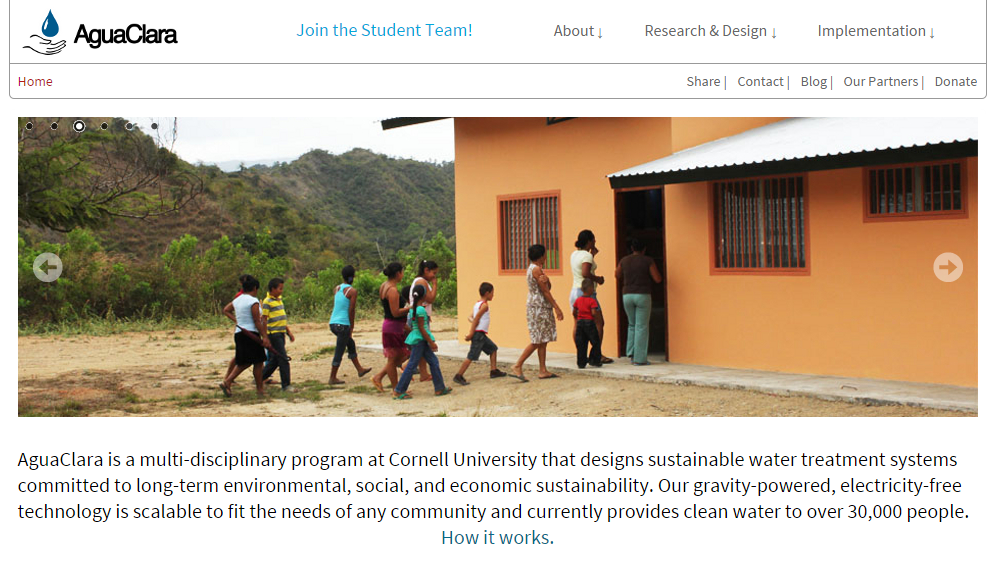 AguaClara
Join the Student Team!
About ↓
Research & Design ↓
Implementation ↓
Home
Share | Contact | Blog | Our Partners | Donate
AguaClara is a multi-disciplinary program at Cornell University that designs sustainable water treatment systems
committed to long-term environmental, social, and economic sustainability. Our gravity-powered, electricity-free
technology is scalable to fit the needs of any community and currently provides clean water to over 30,000 people.
How it works.